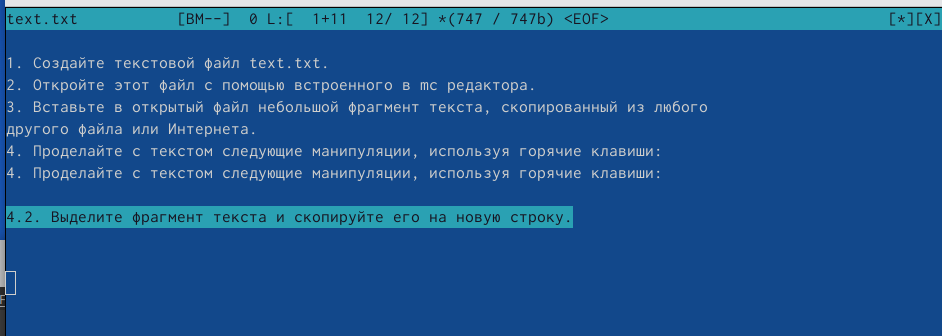 text.txt [BM--] 0 L:[ 1+11 12/ 12] *(747 / 747b) <EOF> [*][X]
1. Создайте текстовой файл text.txt.
2. Откройте этот файл с помощью встроенного в mc редактора.
3. Вставьте в открытый файл небольшой фрагмент текста, скопированный из любого
другого файла или Интернета.
4. Проделайте с текстом следующие манипуляции, используя горячие клавиши:
4. Проделайте с текстом следующие манипуляции, используя горячие клавиши:
4.2. Выделите фрагмент текста и скопируйте его на новую строку.